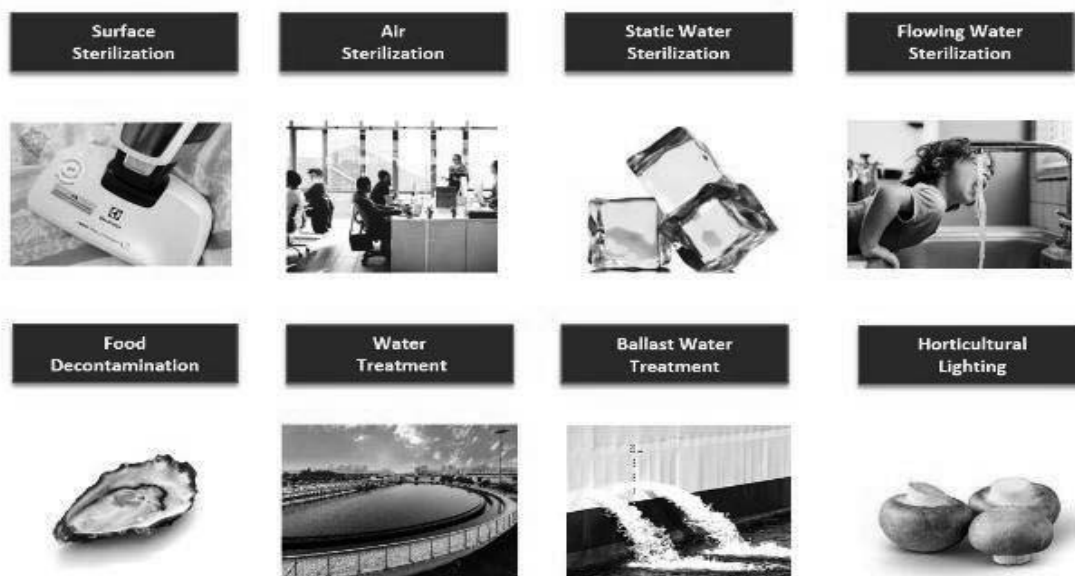 Surface
Sterilization
Air
Sterilization
Static Water
Sterilization
Flowing Water
Sterilization
Food
Decontamination
Water
Treatment
Ballast Water
Treatment
Horticultural
Lighting